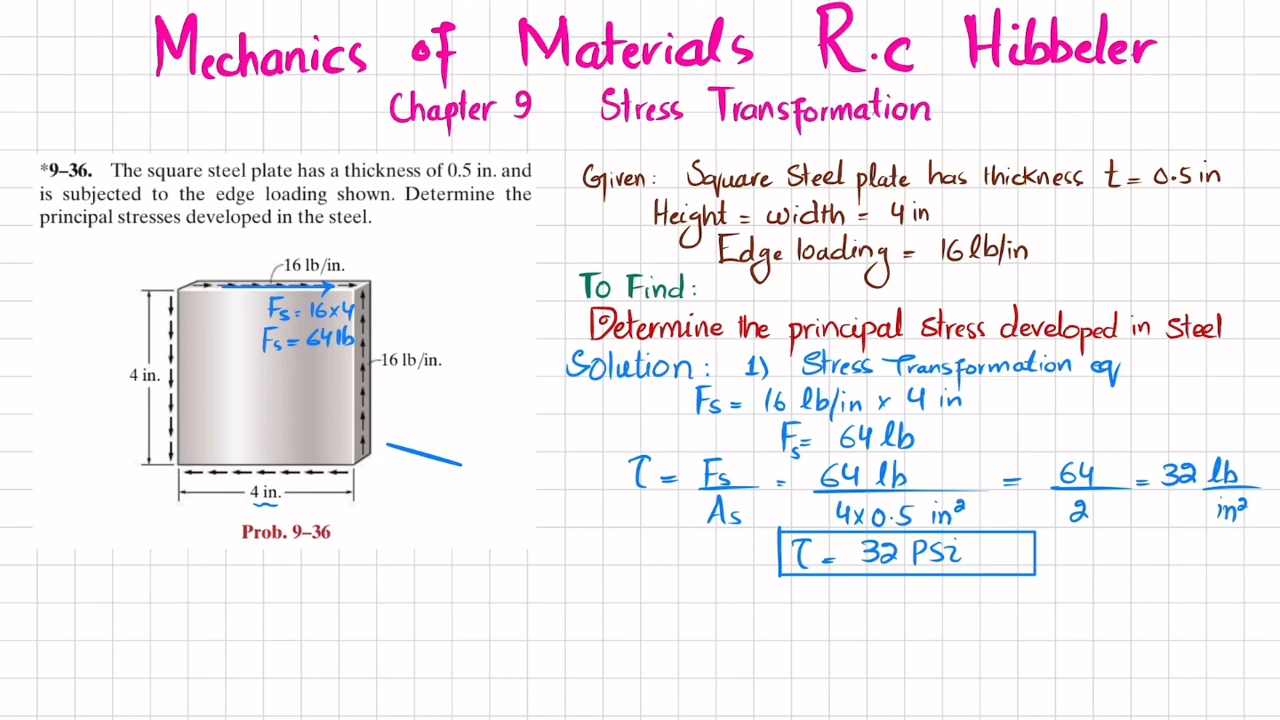 Mechanics of Materials R.c Hibbeler
Chapter 9 Stress Transformation
*9–36. The square steel plate has a thickness of 0.5 in. and
is subjected to the edge loading shown. Determine the
principal stresses developed in the steel.
16 lb/in.
Fs = 16×4
Fs = 64 lb
16 lb/in.
4 in.
4 in.
Prob. 9–36
Given: Square Steel plate has thickness t = 0.5 in
Height = width = 4 in
Edge loading = 16 lb/in
To Find:
Determine the principal stress developed in steel
Solution: 1) Stress Transformation eq
Fs = 16 lb/in × 4 in
Fs = 64 lb
τ = Fs/As = 64 lb/4×0.5 in² = 64/2 = 32 lb/in²
τ = 32 PSi